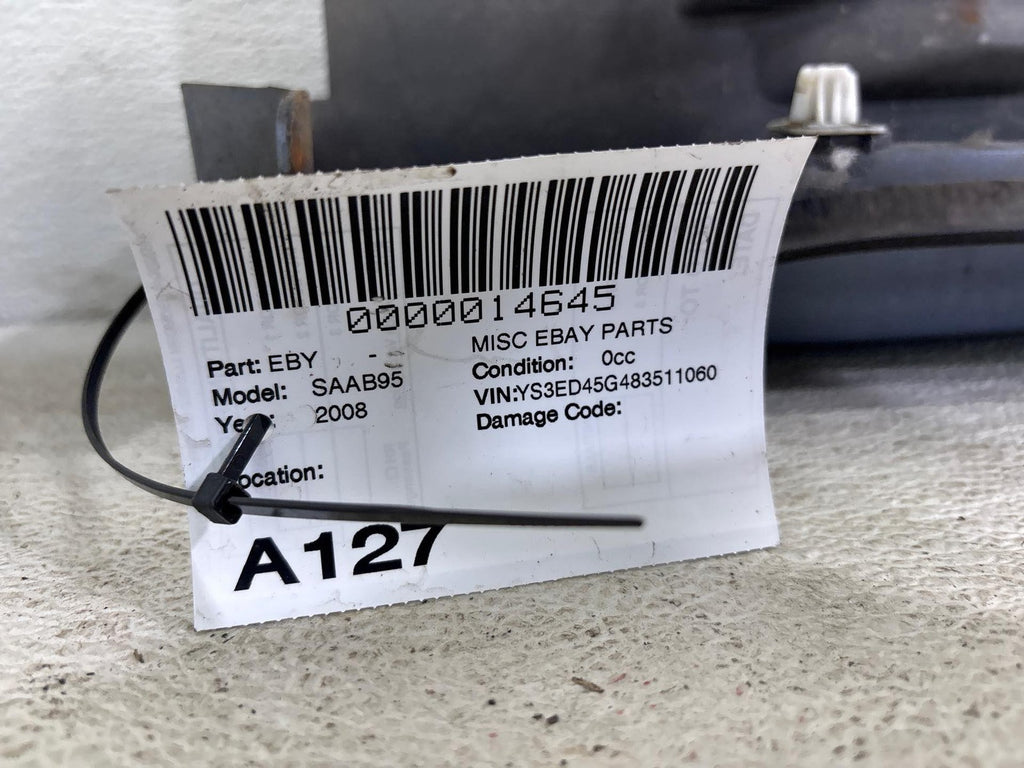 0000014645
Part: EBY - MISC EBAY PARTS
Model: SAAB95 Condition: 0cc
2008 VIN:YS3ED45G483511060
Damage Code:
ocation:
A127